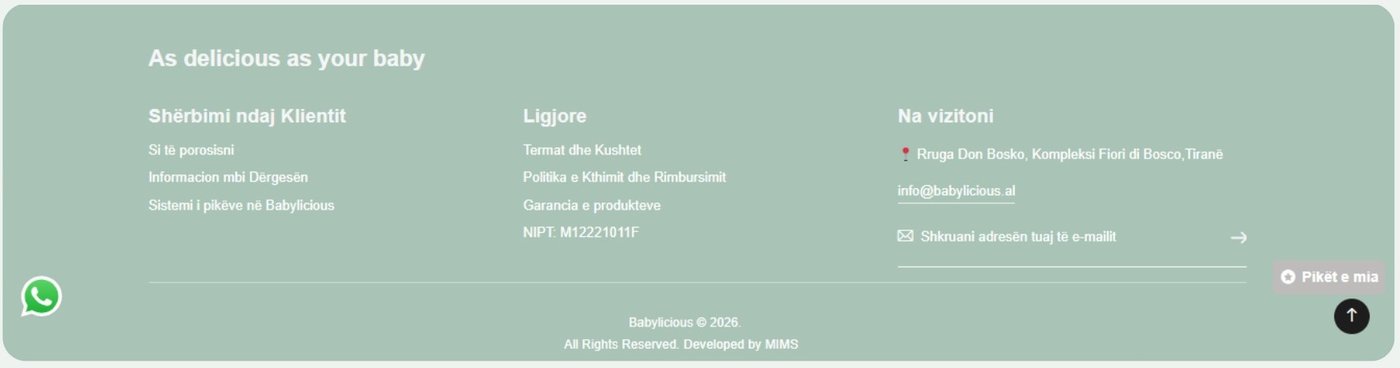 As delicious as your baby
Shërbimi ndaj Klientit
Si të porosisni
Informacion mbi Dërgesën
Sistemi i pikëve në Babylicious
Ligjore
Termat dhe Kushtet
Politika e Kthimit dhe Rimbursimit
Garancia e produkteve
NIPT: M12221011F
Na vizitoni
Rruga Don Bosko, Kompleksi Fiori di Bosco,Tiranë
info@babylicious.al
Shkruani adresën tuaj të e-mailit
Pikët e mia
Babylicious © 2026.
All Rights Reserved. Developed by MIMS